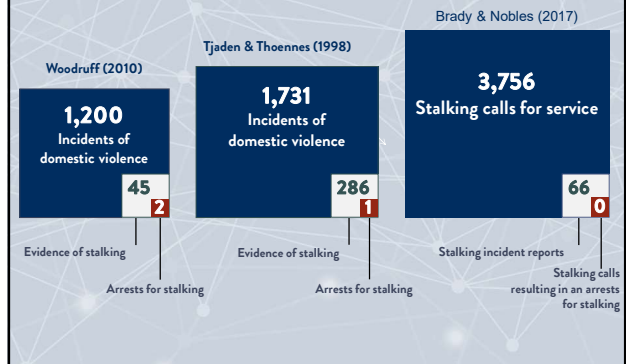 Woodruff (2010)
1,200
Incidents of
domestic violence
45
2
Evidence of stalking
Arrests for stalking
Tjaden & Thoennes (1998)
1,731
Incidents of
domestic violence
286
1
Evidence of stalking
Arrests for stalking
Brady & Nobles (2017)
3,756
Stalking calls for service
66
0
Stalking incident reports
Stalking calls
resulting in an arrests
for stalking